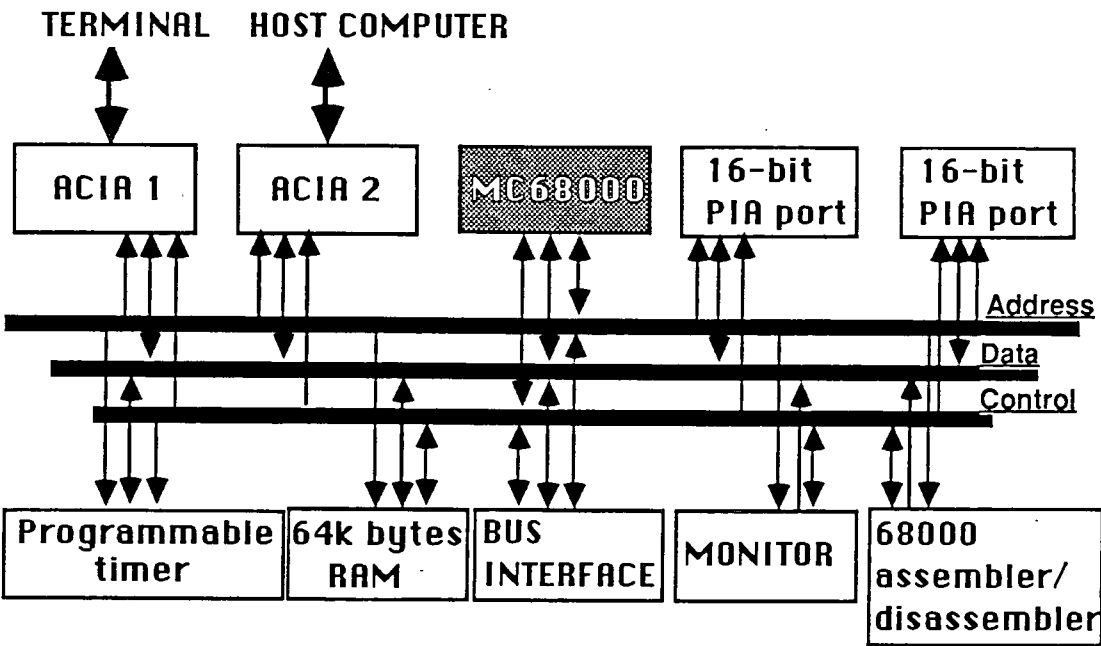 TERMINAL
HOST COMPUTER
ACIA 1
ACIA 2
MC68000
16-bit
PIA port
16-bit
PIA port
Address
Data
Control
Programmable
timer
64k bytes
RAM
BUS
INTERFACE
MONITOR
68000
assembler/
disassembler